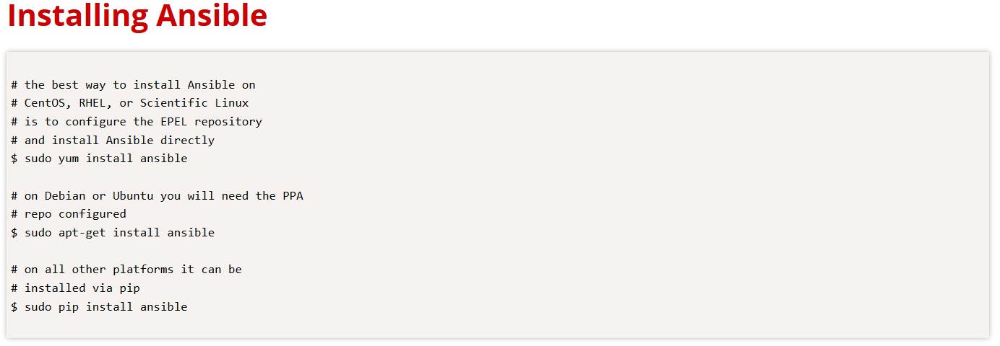 Installing Ansible
# the best way to install Ansible on
# CentOS, RHEL, or Scientific Linux
# is to configure the EPEL repository
# and install Ansible directly
$ sudo yum install ansible
# on Debian or Ubuntu you will need the PPA
# repo configured
$ sudo apt-get install ansible
# on all other platforms it can be
# installed via pip
$ sudo pip install ansible